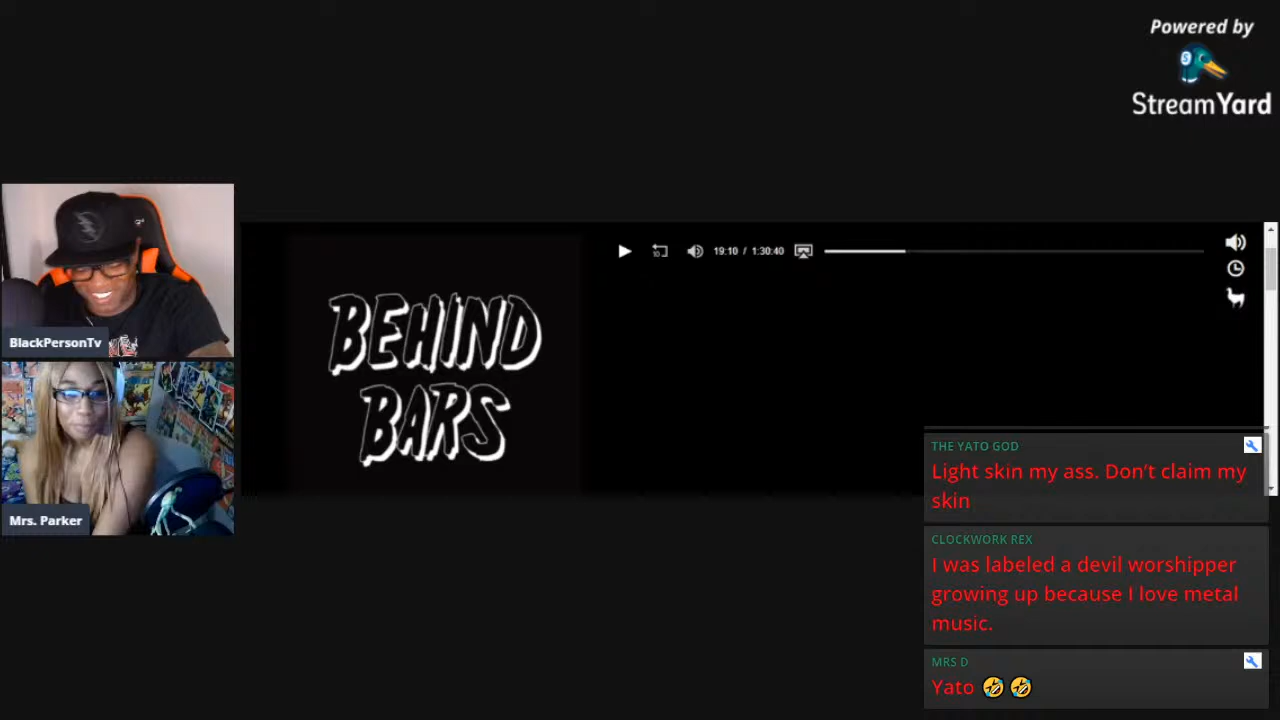 Powered by
StreamYard
19:10 / 1:30:40
BEHIND
BARS
BlackPersonTv
Mrs. Parker
THE YATO GOD
Light skin my ass. Don’t claim my
skin
CLOCKWORK REX
I was labeled a devil worshipper
growing up because I love metal
music.
MRS D
Yato 🤣 🤣